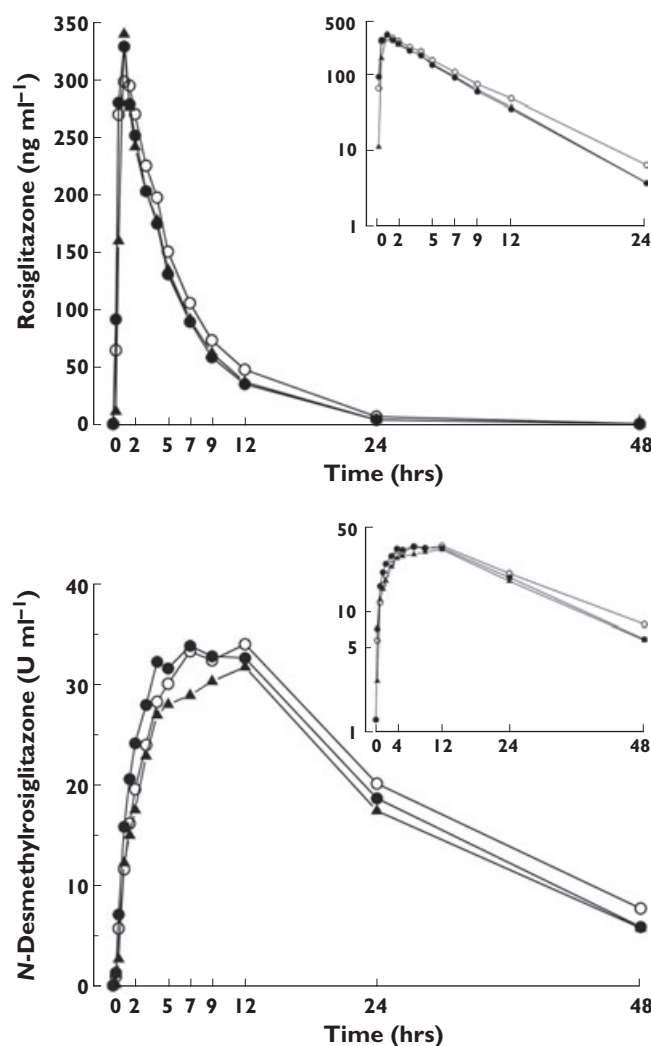 Rosiglitazone (ng ml⁻¹)
350
300
250
200
150
100
50
0
0 2 5 7 9 12 24 48
Time (hrs)
500
100
10
1
0 2 5 7 9 12 24
N-Desmethylrosiglitazone (U ml⁻¹)
40
30
20
10
0
0 2 5 7 9 12 24 48
Time (hrs)
50
10
5
1
0 4 12 24 48